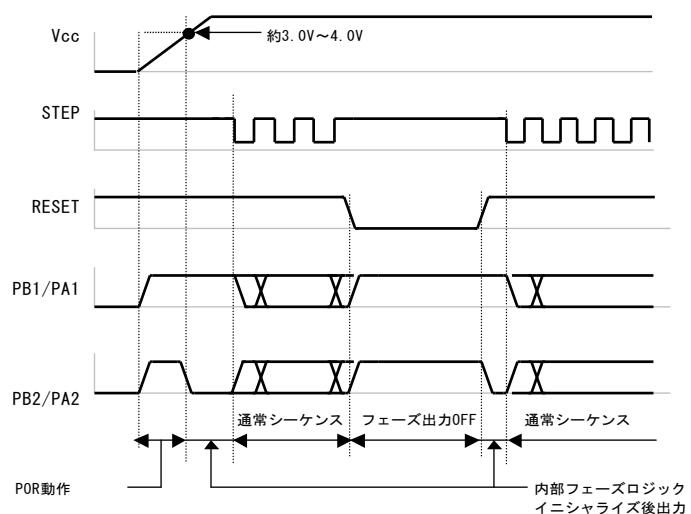 Vcc
約3.0V～4.0V
STEP
RESET
PB1/PA1
PB2/PA2
通常シーケンス
フェーズ出力OFF
通常シーケンス
POR動作
内部フェーズロジック
イニシャライズ後出力